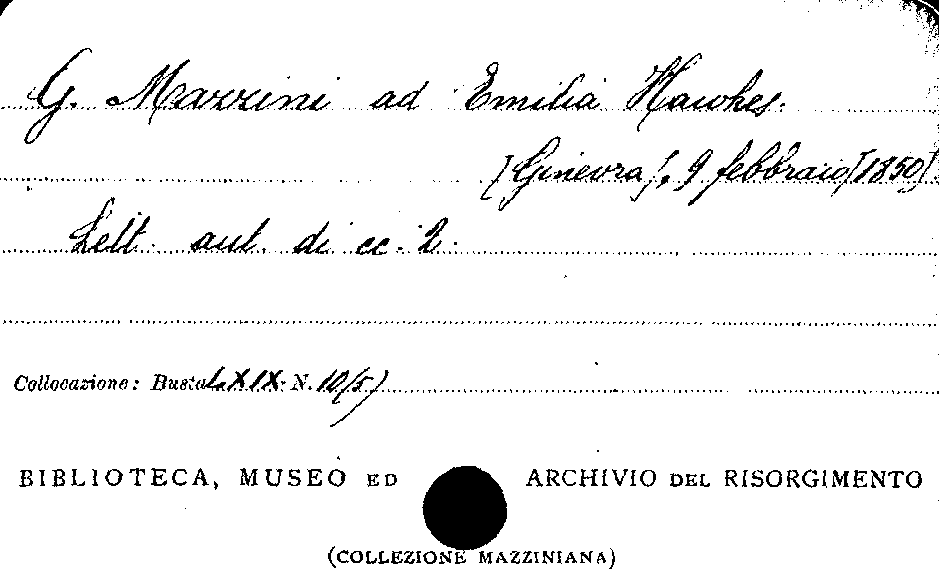 G. Mazzini ad Emilia Hawkes.
[Ginevra], 9 febbraio [1850]
Lett. aut. di cc. 2.
Collocazione: Busta LXIX N. 10(5)
BIBLIOTECA, MUSEO ED ARCHIVIO DEL RISORGIMENTO
(COLLEZIONE MAZZINIANA)